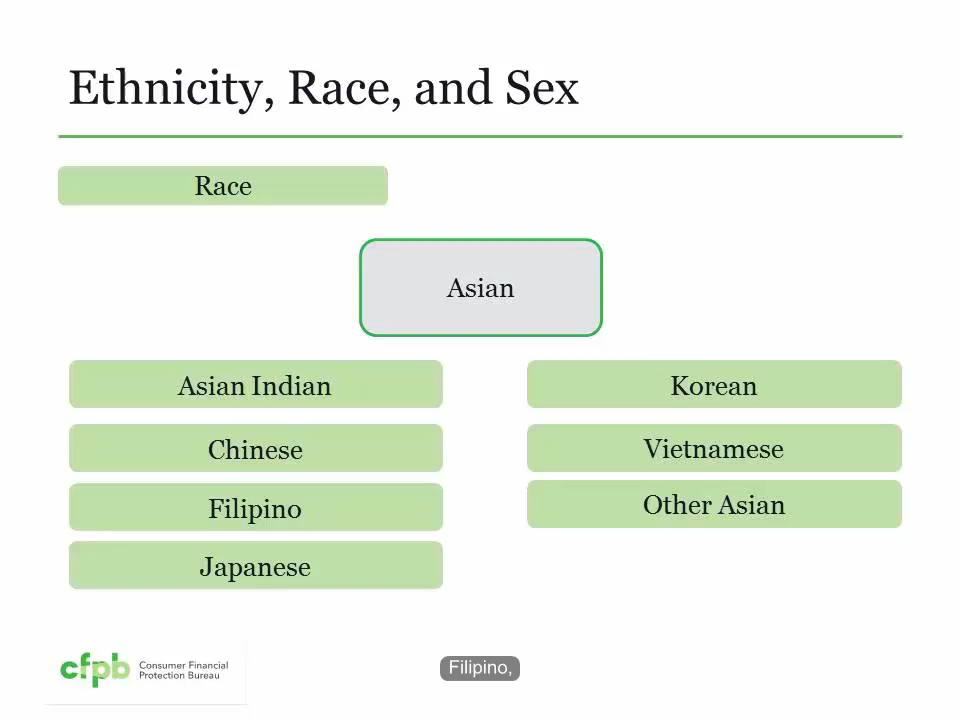 Ethnicity, Race, and Sex
Race
Asian
Asian Indian
Chinese
Filipino
Japanese
Korean
Vietnamese
Other Asian
cfpb
Consumer Financial
Protection Bureau
Filipino,